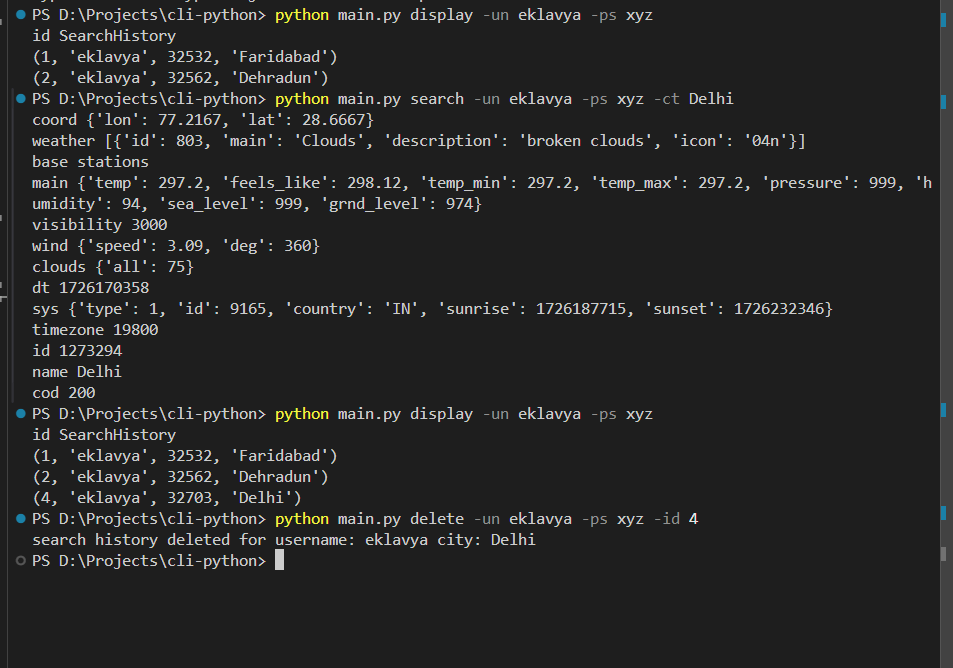 PS D:\Projects\cli-python> python main.py display -un eklavya -ps xyz
id SearchHistory
(1, 'eklavya', 32532, 'Faridabad')
(2, 'eklavya', 32562, 'Dehradun')
PS D:\Projects\cli-python> python main.py search -un eklavya -ps xyz -ct Delhi
coord {'lon': 77.2167, 'lat': 28.6667}
weather [{'id': 803, 'main': 'Clouds', 'description': 'broken clouds', 'icon': '04n'}]
base stations
main {'temp': 297.2, 'feels_like': 298.12, 'temp_min': 297.2, 'temp_max': 297.2, 'pressure': 999, 'h
umidity': 94, 'sea_level': 999, 'grnd_level': 974}
visibility 3000
wind {'speed': 3.09, 'deg': 360}
clouds {'all': 75}
dt 1726170358
sys {'type': 1, 'id': 9165, 'country': 'IN', 'sunrise': 1726187715, 'sunset': 1726232346}
timezone 19800
id 1273294
name Delhi
cod 200
PS D:\Projects\cli-python> python main.py display -un eklavya -ps xyz
id SearchHistory
(1, 'eklavya', 32532, 'Faridabad')
(2, 'eklavya', 32562, 'Dehradun')
(4, 'eklavya', 32703, 'Delhi')
PS D:\Projects\cli-python> python main.py delete -un eklavya -ps xyz -id 4
search history deleted for username: eklavya city: Delhi
PS D:\Projects\cli-python>